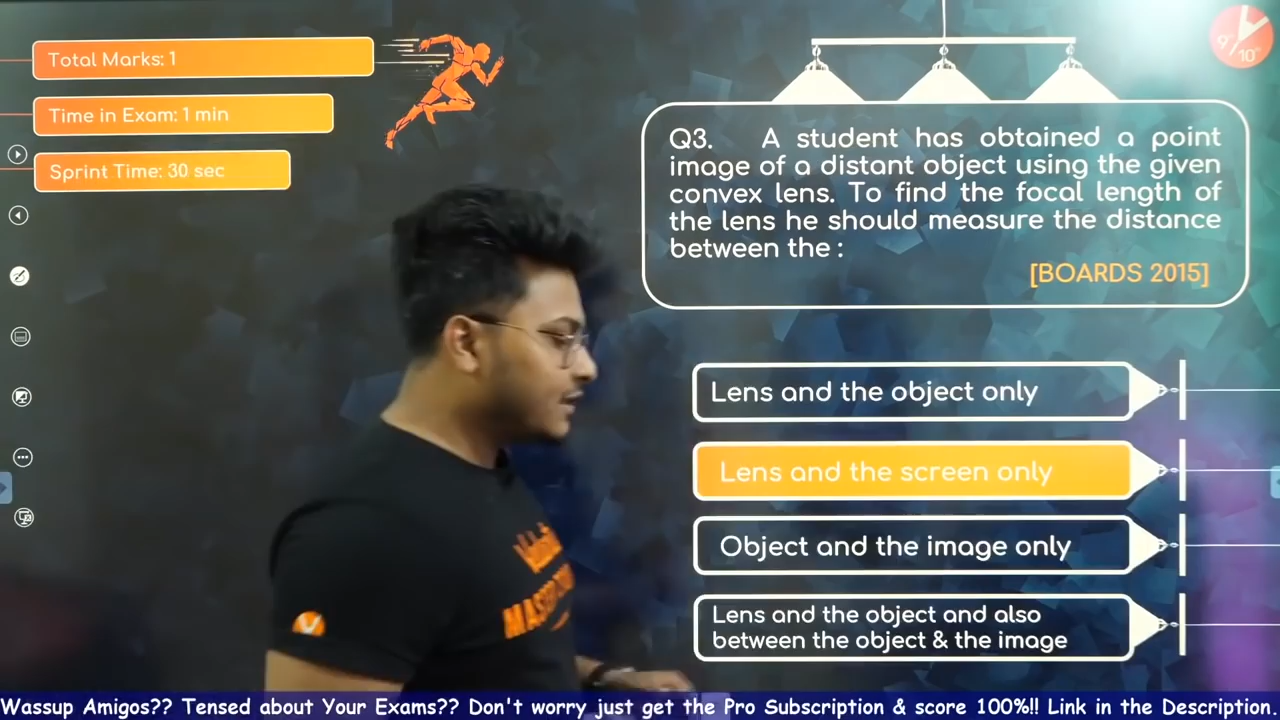 Total Marks: 1
Time in Exam: 1 min
Sprint Time: 30 sec
9/10th
Q3. A student has obtained a point
image of a distant object using the given
convex lens. To find the focal length of
the lens he should measure the distance
between the :
[BOARDS 2015]
Lens and the object only
Lens and the screen only
Object and the image only
Lens and the object and also
between the object & the image
Wassup Amigos?? Tensed about Your Exams?? Don't worry just get the Pro Subscription & score 100%!! Link in the Description.